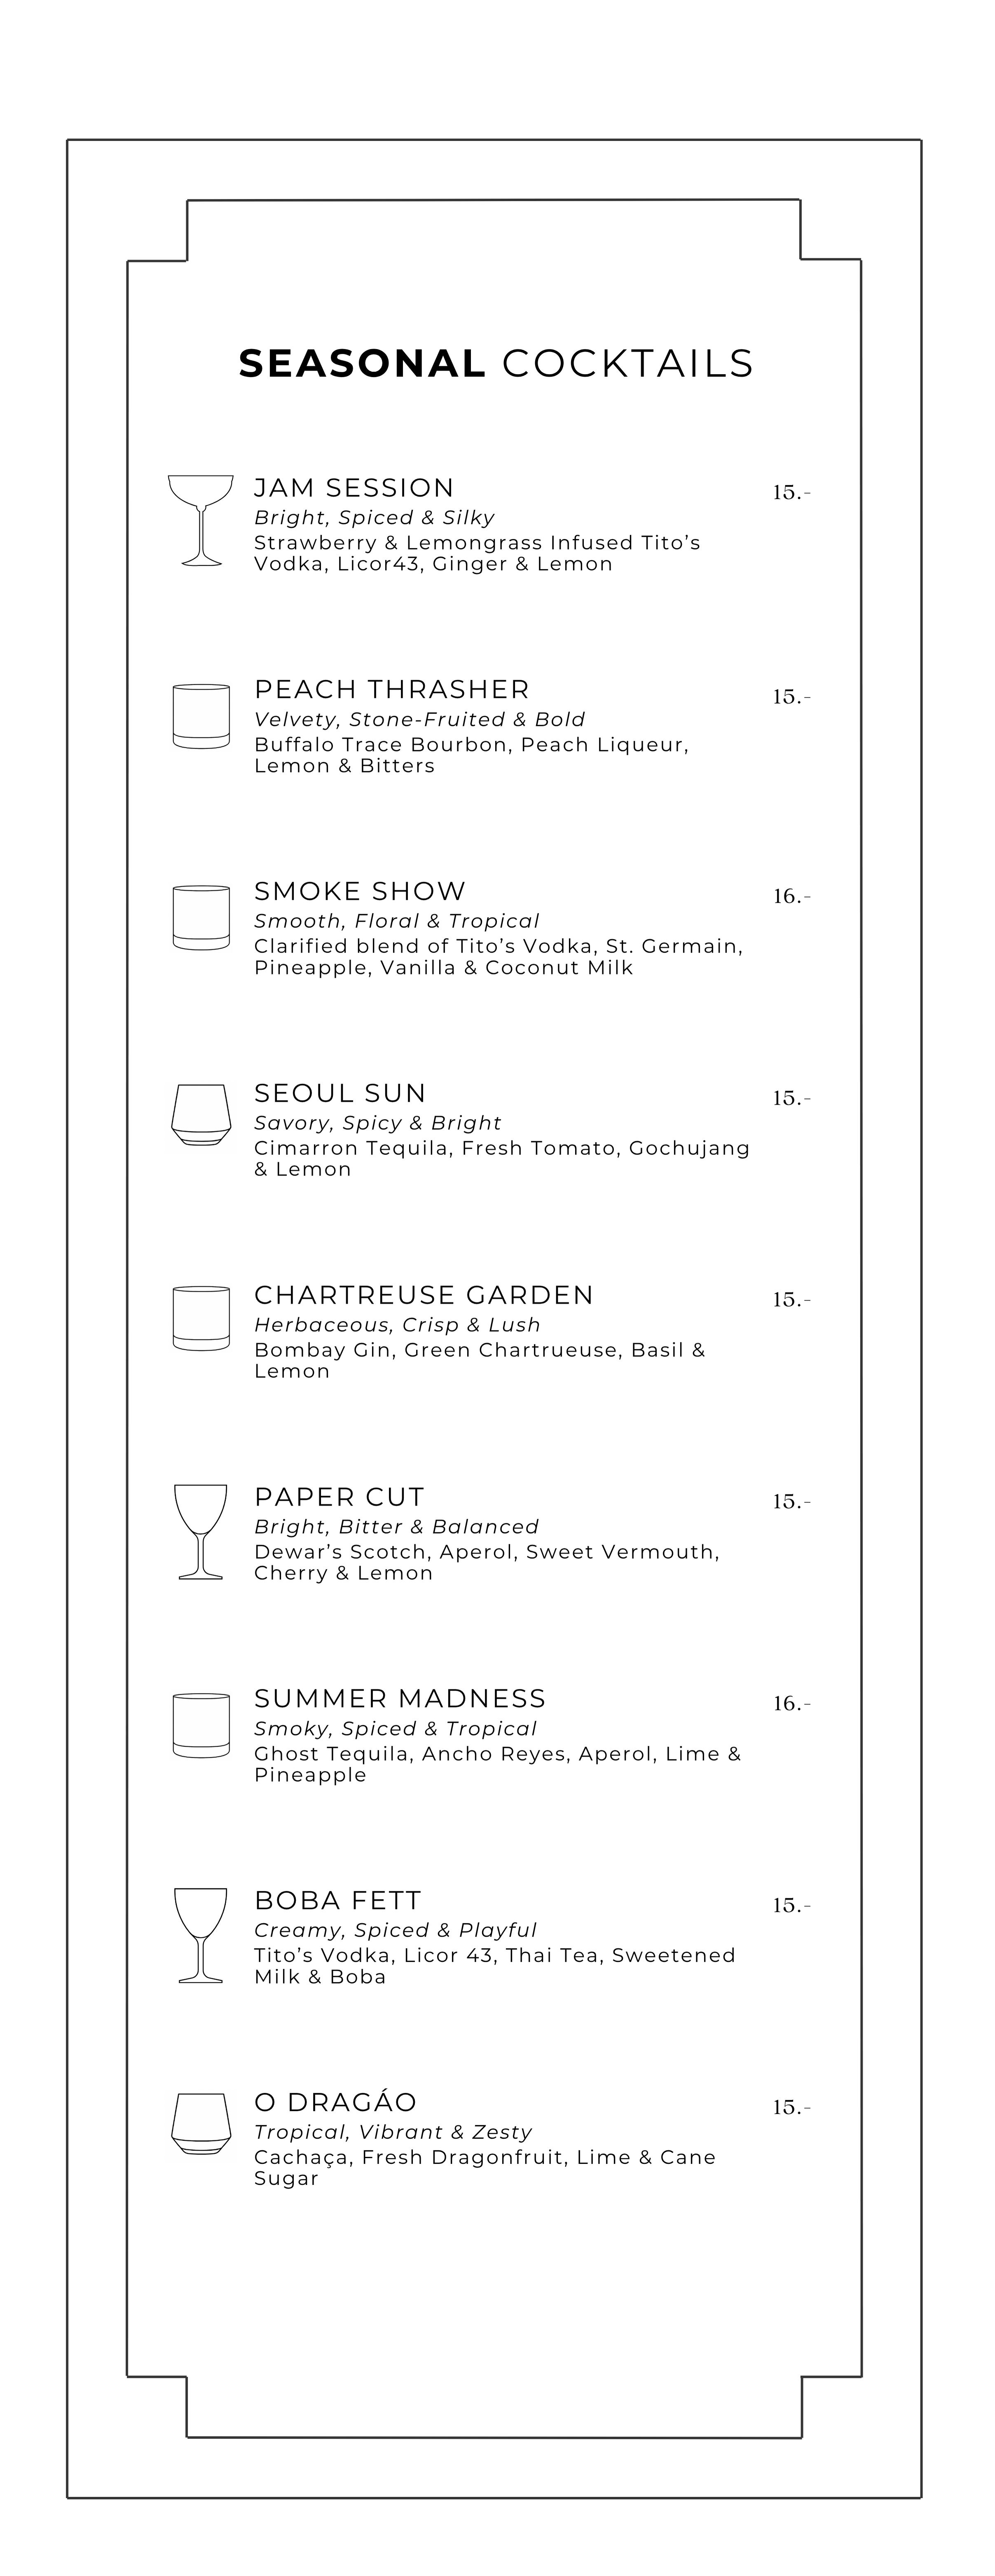 SEASONAL COCKTAILS
JAM SESSION 15.-
Bright, Spiced & Silky
Strawberry & Lemongrass Infused Tito’s
Vodka, Licor43, Ginger & Lemon
PEACH THRASHER 15.-
Velvety, Stone-Fruited & Bold
Buffalo Trace Bourbon, Peach Liqueur,
Lemon & Bitters
SMOKE SHOW 16.-
Smooth, Floral & Tropical
Clarified blend of Tito’s Vodka, St. Germain,
Pineapple, Vanilla & Coconut Milk
SEOUL SUN 15.-
Savory, Spicy & Bright
Cimarron Tequila, Fresh Tomato, Gochujang
& Lemon
CHARTREUSE GARDEN 15.-
Herbaceous, Crisp & Lush
Bombay Gin, Green Chartrueuse, Basil &
Lemon
PAPER CUT 15.-
Bright, Bitter & Balanced
Dewar’s Scotch, Aperol, Sweet Vermouth,
Cherry & Lemon
SUMMER MADNESS 16.-
Smoky, Spiced & Tropical
Ghost Tequila, Ancho Reyes, Aperol, Lime &
Pineapple
BOBA FETT 15.-
Creamy, Spiced & Playful
Tito’s Vodka, Licor 43, Thai Tea, Sweetened
Milk & Boba
O DRAGÁO 15.-
Tropical, Vibrant & Zesty
Cachaça, Fresh Dragonfruit, Lime & Cane
Sugar